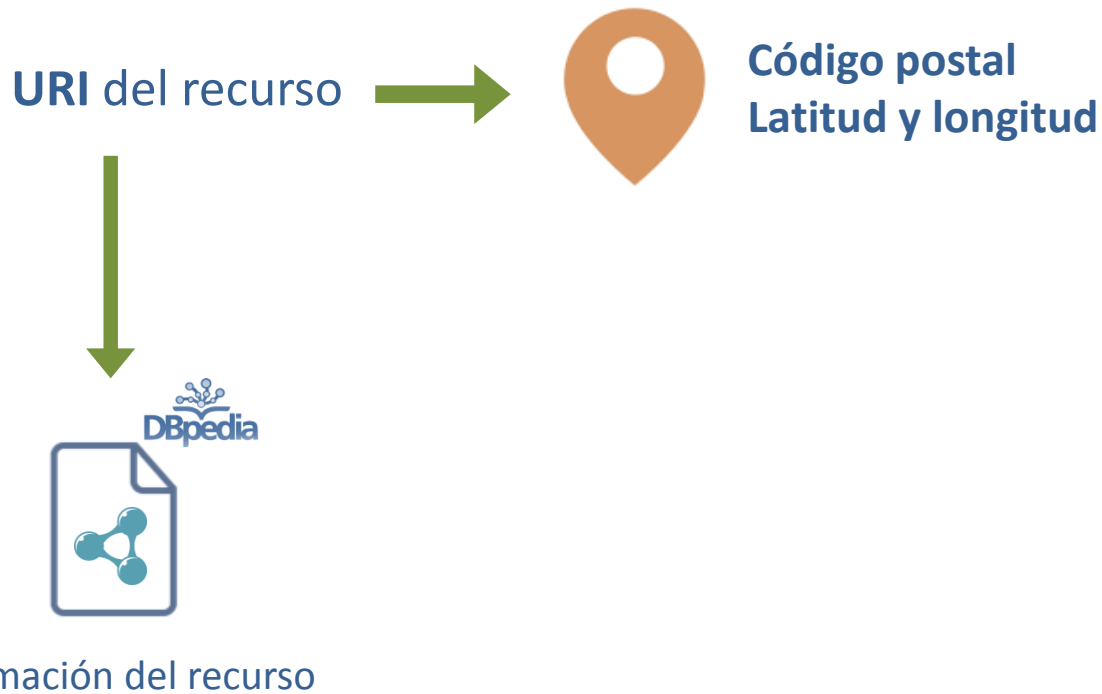 URI del recurso
Código postal
Latitud y longitud
DBpedia
mación del recurso